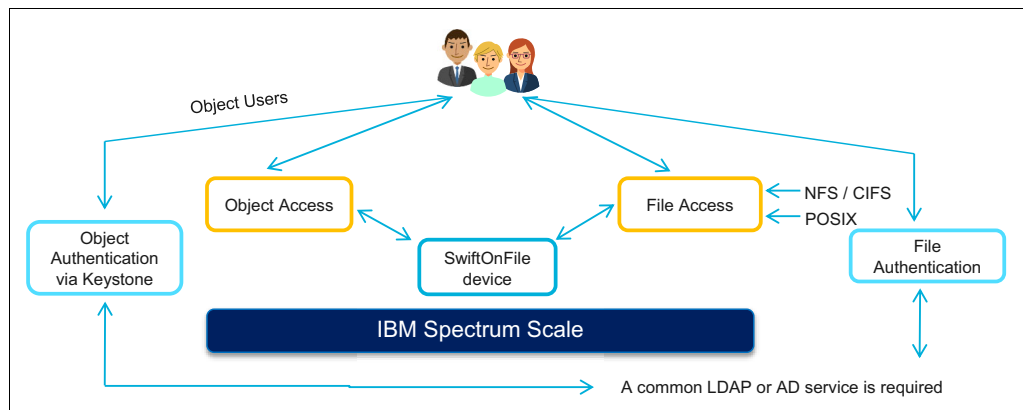 Object Users
Object Access
File Access
NFS / CIFS
POSIX
Object
Authentication
via Keystone
SwiftOnFile
device
File
Authentication
IBM Spectrum Scale
A common LDAP or AD service is required